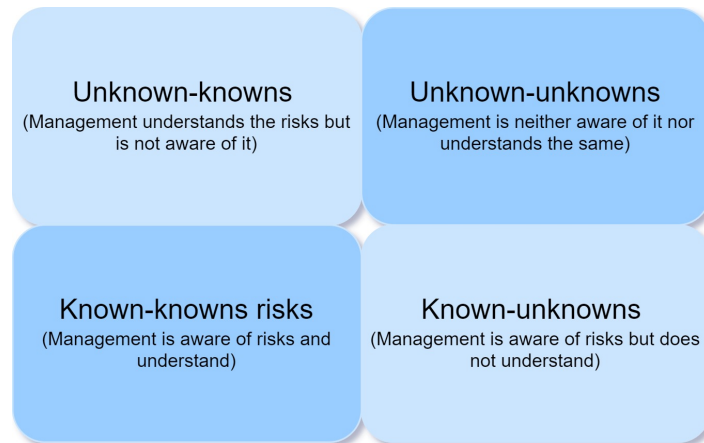 Unknown-knowns
(Management understands the risks but
is not aware of it)
Unknown-unknowns
(Management is neither aware of it nor
understands the same)
Known-knowns risks
(Management is aware of risks and
understand)
Known-unknowns
(Management is aware of risks but does
not understand)